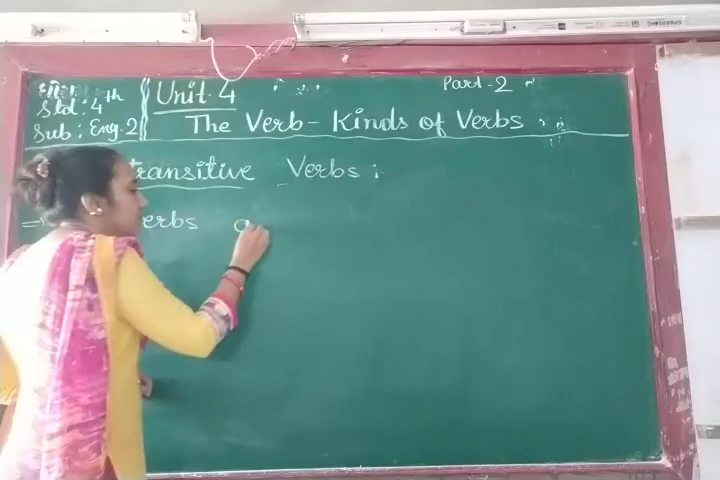 Part-2
Std: 4th
Unit. 4
Sub: Eng. 2
The Verb - Kinds of Verbs
transitive Verbs :
erbs a